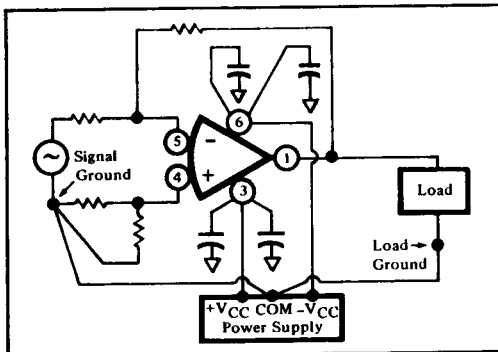 6
5
−
1
Signal
Ground
4
+
Load
3
Load
Ground
+VCC COM −VCC
Power Supply